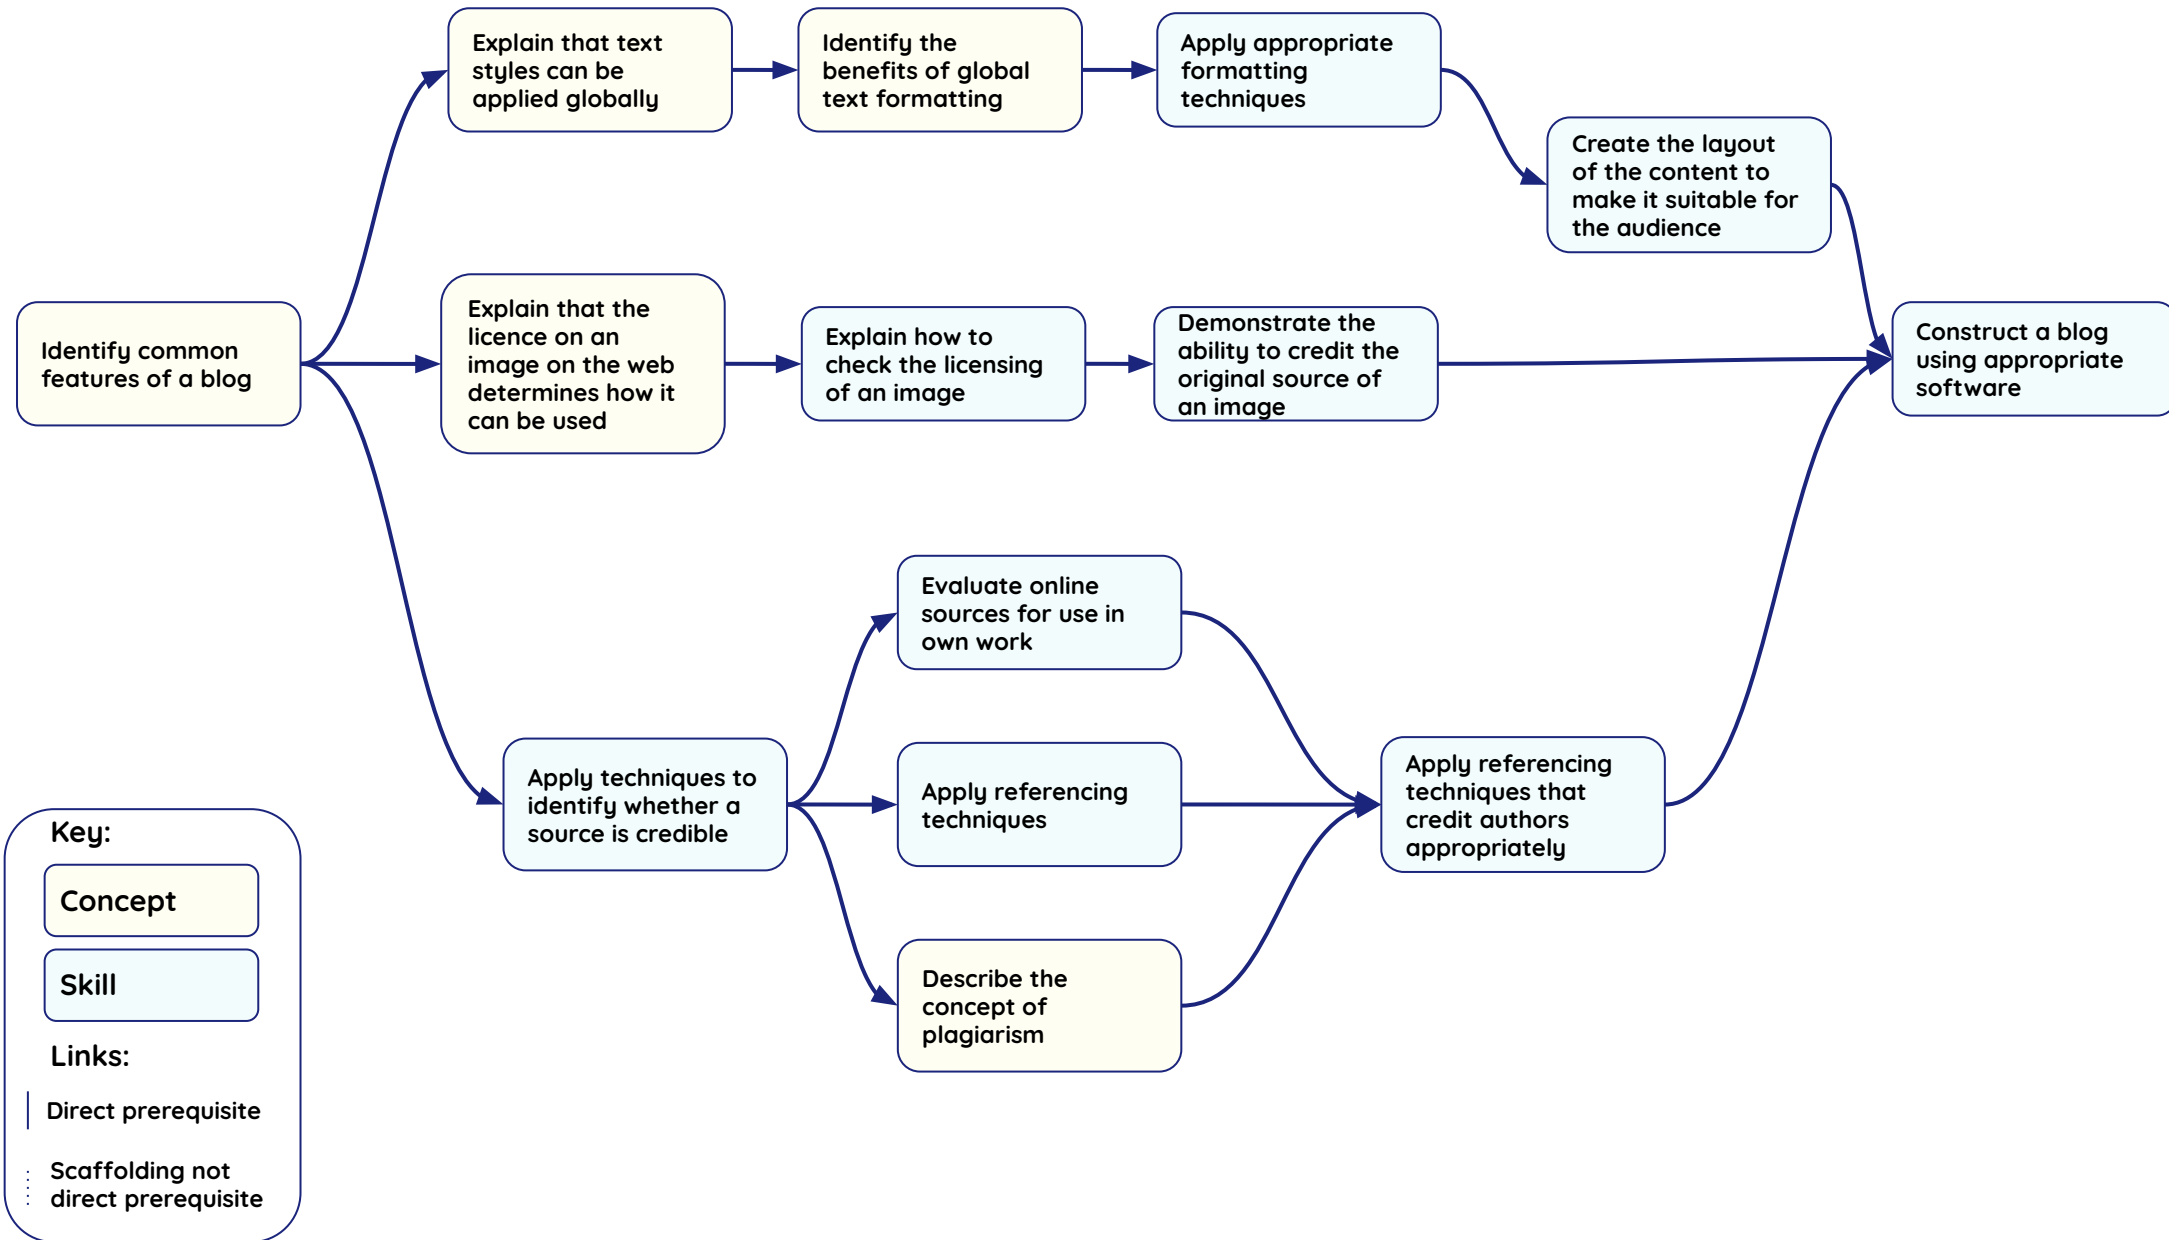 Explain that text
styles can be
applied globally
Identify the
benefits of global
text formatting
Apply appropriate
formatting
techniques
Create the layout
of the content to
make it suitable for
the audience
Identify common
features of a blog
Explain that the
licence on an
image on the web
determines how it
can be used
Explain how to
check the licensing
of an image
Demonstrate the
ability to credit the
original source of
an image
Construct a blog
using appropriate
software
Evaluate online
sources for use in
own work
Apply techniques to
identify whether a
source is credible
Apply referencing
techniques
Apply referencing
techniques that
credit authors
appropriately
Describe the
concept of
plagiarism
Key:
Concept
Skill
Links:
Direct prerequisite
Scaffolding not
direct prerequisite